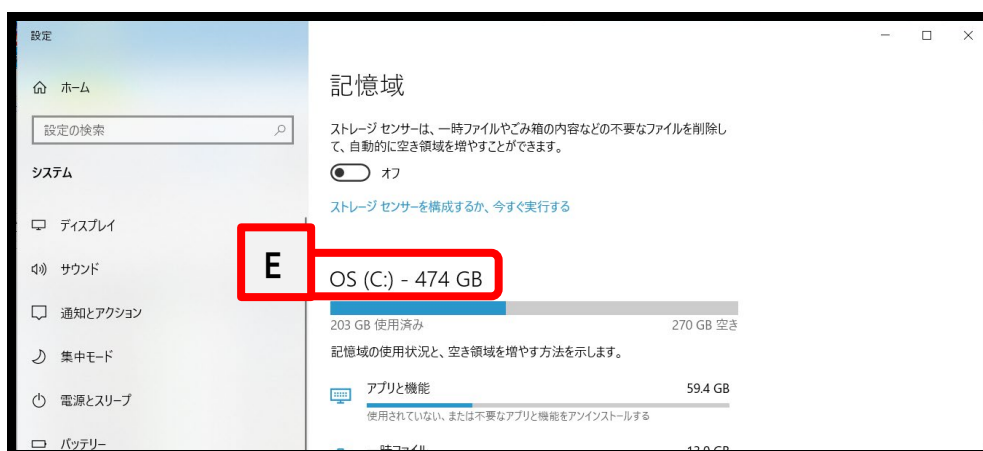 設定
ホーム
設定の検索
システム
ディスプレイ
サウンド
通知とアクション
集中モード
電源とスリープ
バッテリー
記憶域
ストレージ センサーは、一時ファイルやごみ箱の内容などの不要なファイルを削除し
て、自動的に空き領域を増やすことができます。
オフ
ストレージ センサーを構成するか、今すぐ実行する
E
OS (C:) - 474 GB
203 GB 使用済み
270 GB 空き
記憶域の使用状況と、空き領域を増やす方法を示します。
アプリと機能
59.4 GB
使用されていない、または不要なアプリと機能をアンインストールする